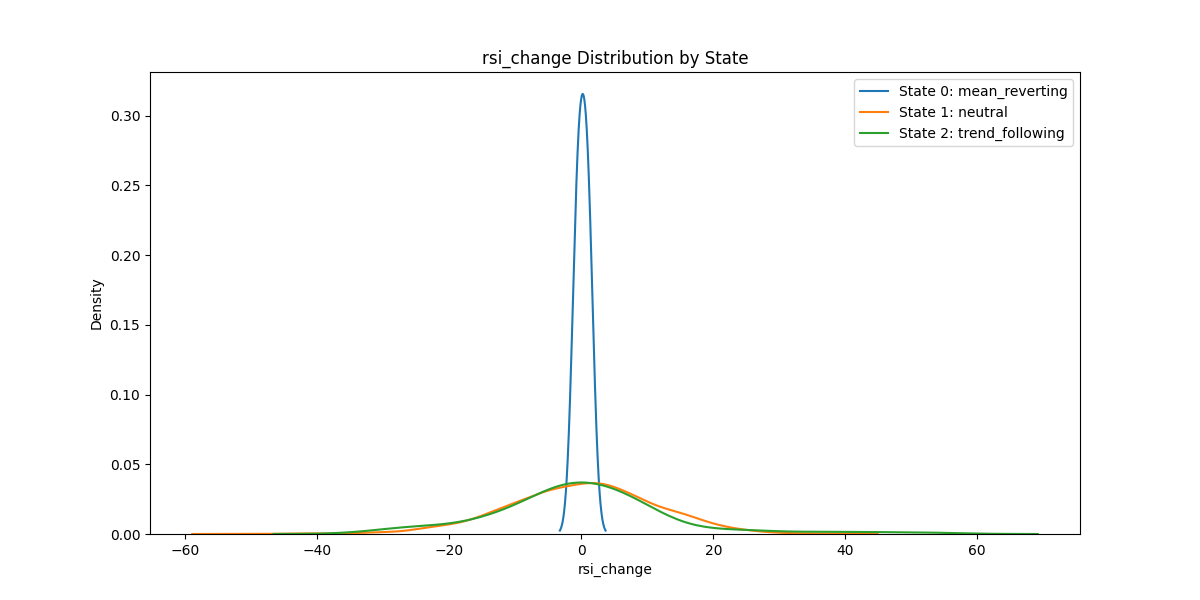 rsi_change Distribution by State
State 0: mean_reverting
State 1: neutral
State 2: trend_following
Density
0.30
0.25
0.20
0.15
0.10
0.05
0.00
−60
−40
−20
0
20
40
60
rsi_change